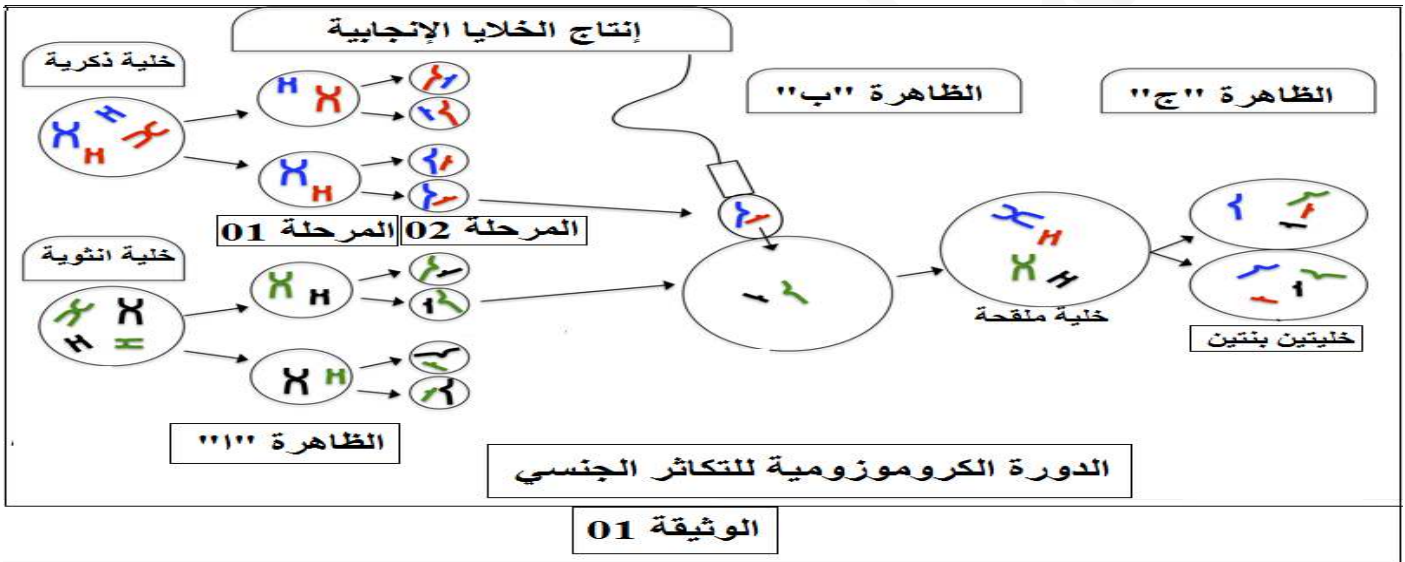 إنتاج الخلايا الإنجابية
خلية ذكرية
الظاهرة "ب"
الظاهرة "ج"
المرحلة 01
المرحلة 02
خلية انثوية
خلية ملقحة
خليتين بنتين
الظاهرة "ا"
الدورة الكروموزومية للتكاثر الجنسي
الوثيقة 01